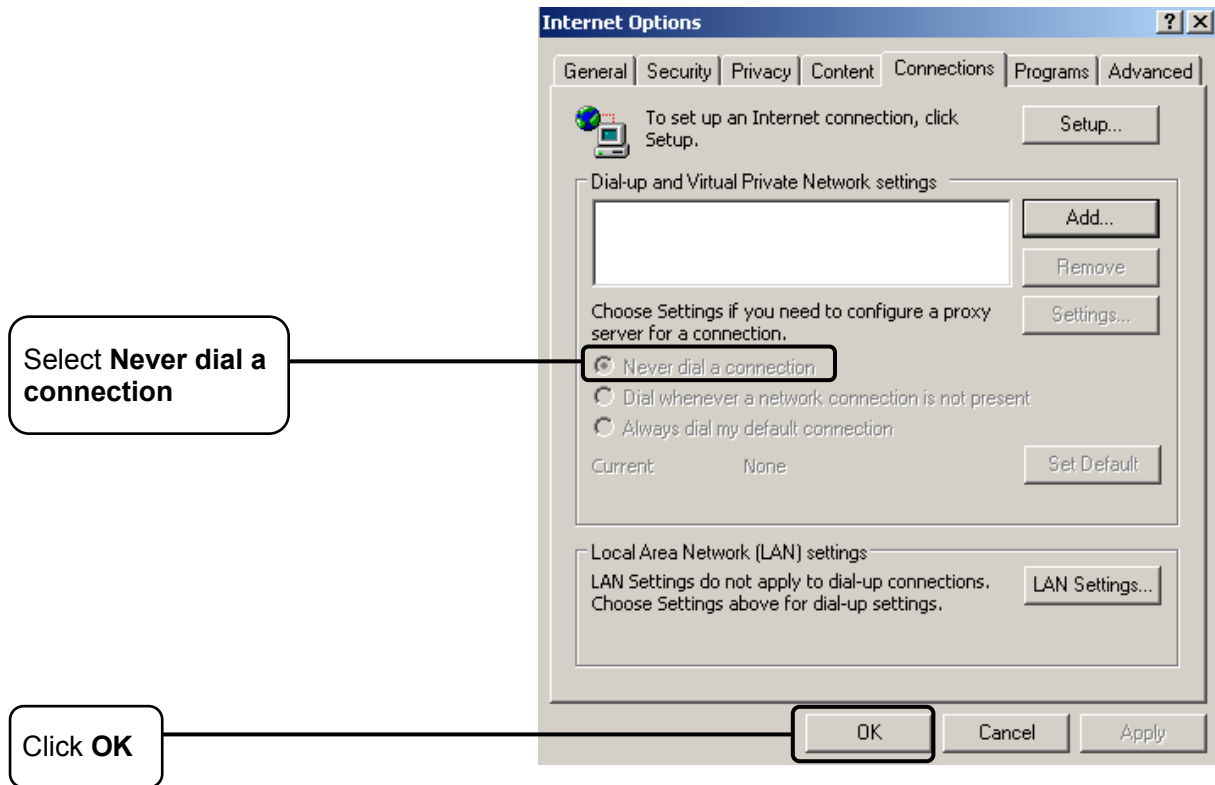 Internet Options
General Security Privacy Content Connections Programs Advanced
To set up an Internet connection, click
Setup.
Setup...
Dial-up and Virtual Private Network settings
Add...
Remove
Choose Settings if you need to configure a proxy
server for a connection.
Settings...
Select Never dial a
connection
Never dial a connection
Dial whenever a network connection is not present
Always dial my default connection
Current None
Set Default
Local Area Network (LAN) settings
LAN Settings do not apply to dial-up connections.
Choose Settings above for dial-up settings.
LAN Settings...
Click OK
OK Cancel Apply